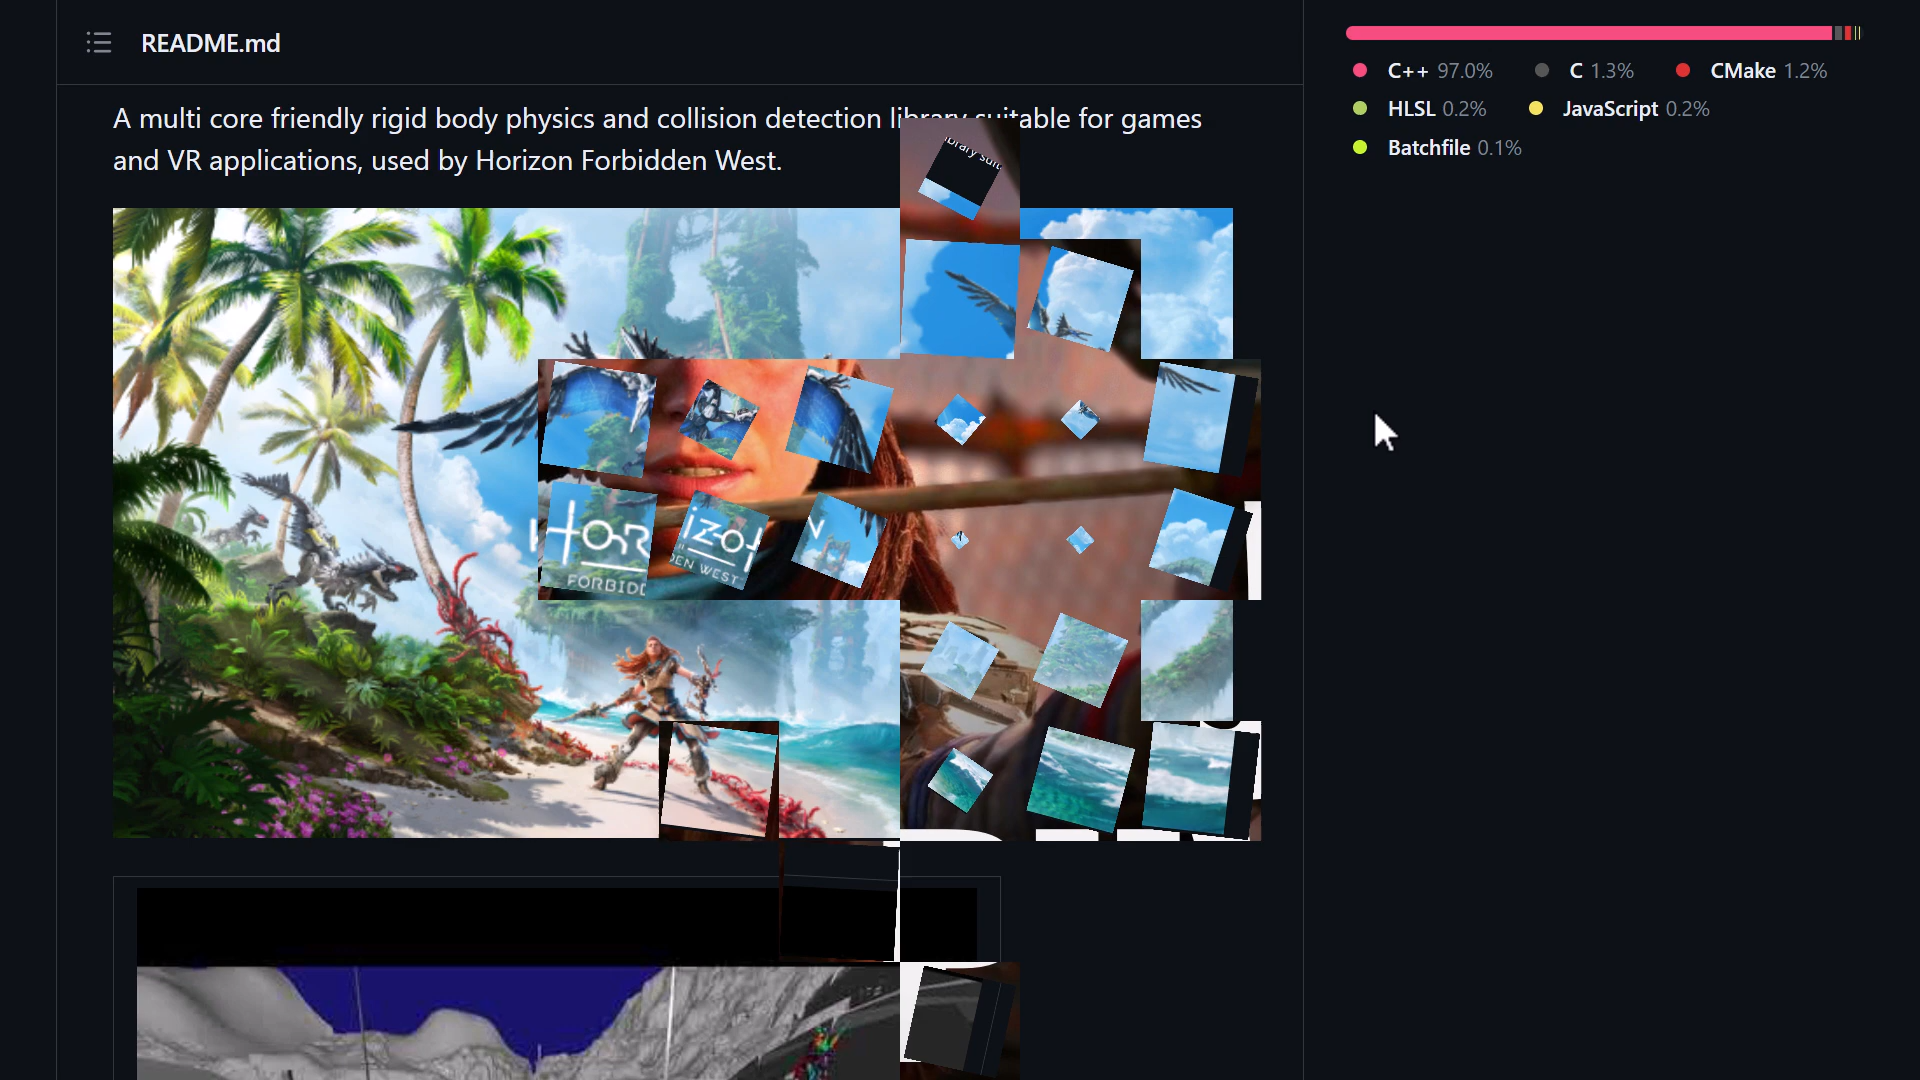 README.md
A multi core friendly rigid body physics and collision detection library suitable for games
and VR applications, used by Horizon Forbidden West.
C++ 97.0%
C 1.3%
CMake 1.2%
HLSL 0.2%
JavaScript 0.2%
Batchfile 0.1%